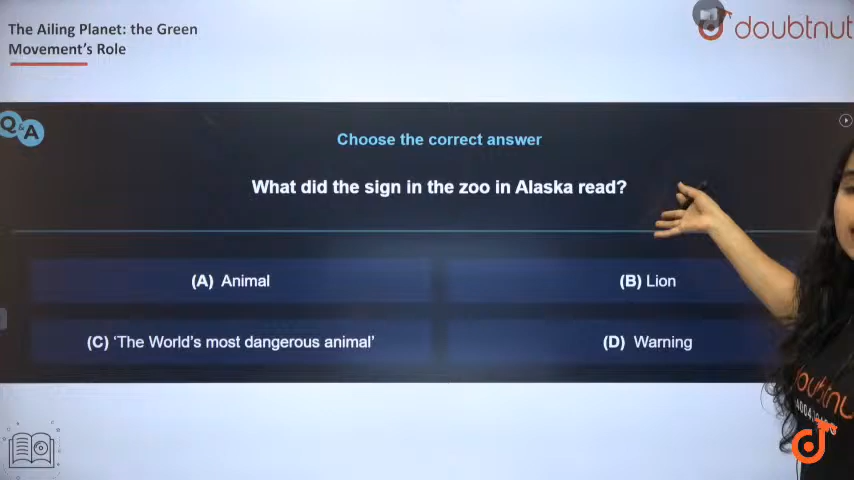 The Ailing Planet: the Green
Movement's Role
doubtnut
Q&A
Choose the correct answer
What did the sign in the zoo in Alaska read?
(A) Animal
(B) Lion
(C) ‘The World's most dangerous animal’
(D) Warning
doubtnut